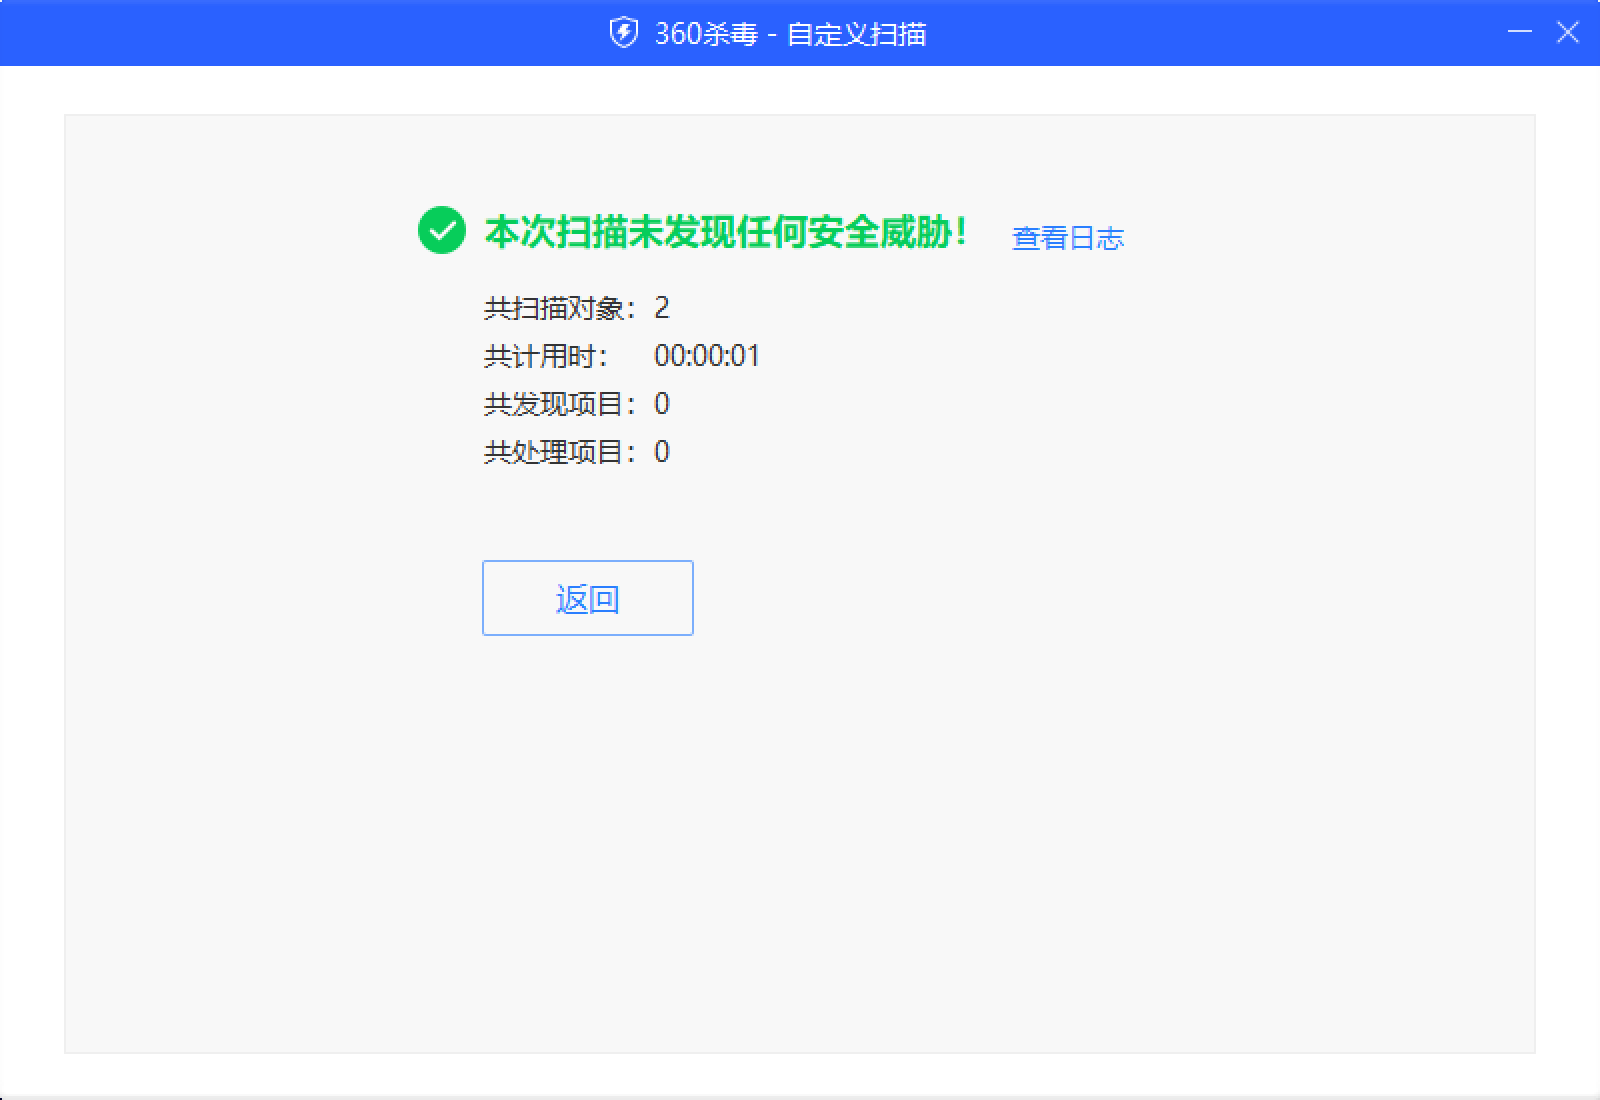 360杀毒 - 自定义扫描
本次扫描未发现任何安全威胁！ 查看日志
共扫描对象： 2
共计用时： 00:00:01
共发现项目： 0
共处理项目： 0
返回